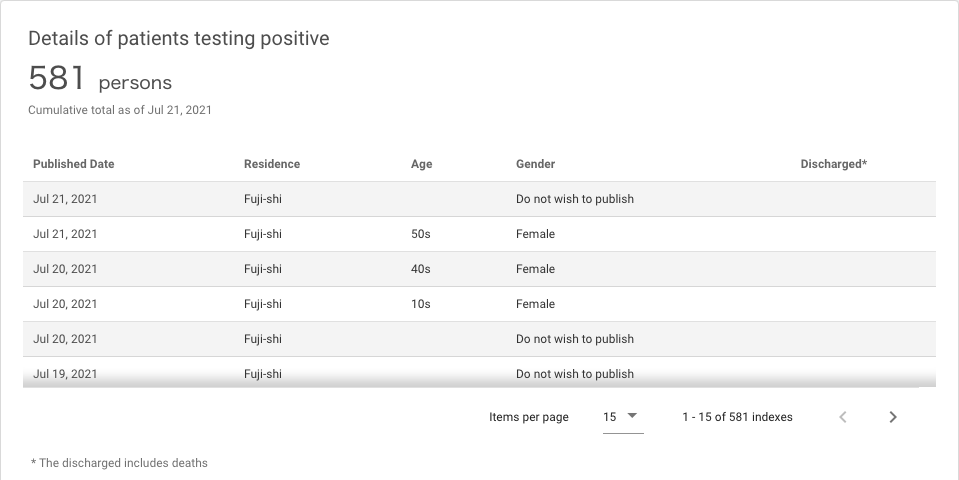 Details of patients testing positive
581 persons
Cumulative total as of Jul 21, 2021
Published Date Residence Age Gender Discharged*
Jul 21, 2021 Fuji-shi Do not wish to publish
Jul 21, 2021 Fuji-shi 50s Female
Jul 20, 2021 Fuji-shi 40s Female
Jul 20, 2021 Fuji-shi 10s Female
Jul 20, 2021 Fuji-shi Do not wish to publish
Jul 19, 2021 Fuji-shi Do not wish to publish
Items per page 15 1 - 15 of 581 indexes
* The discharged includes deaths